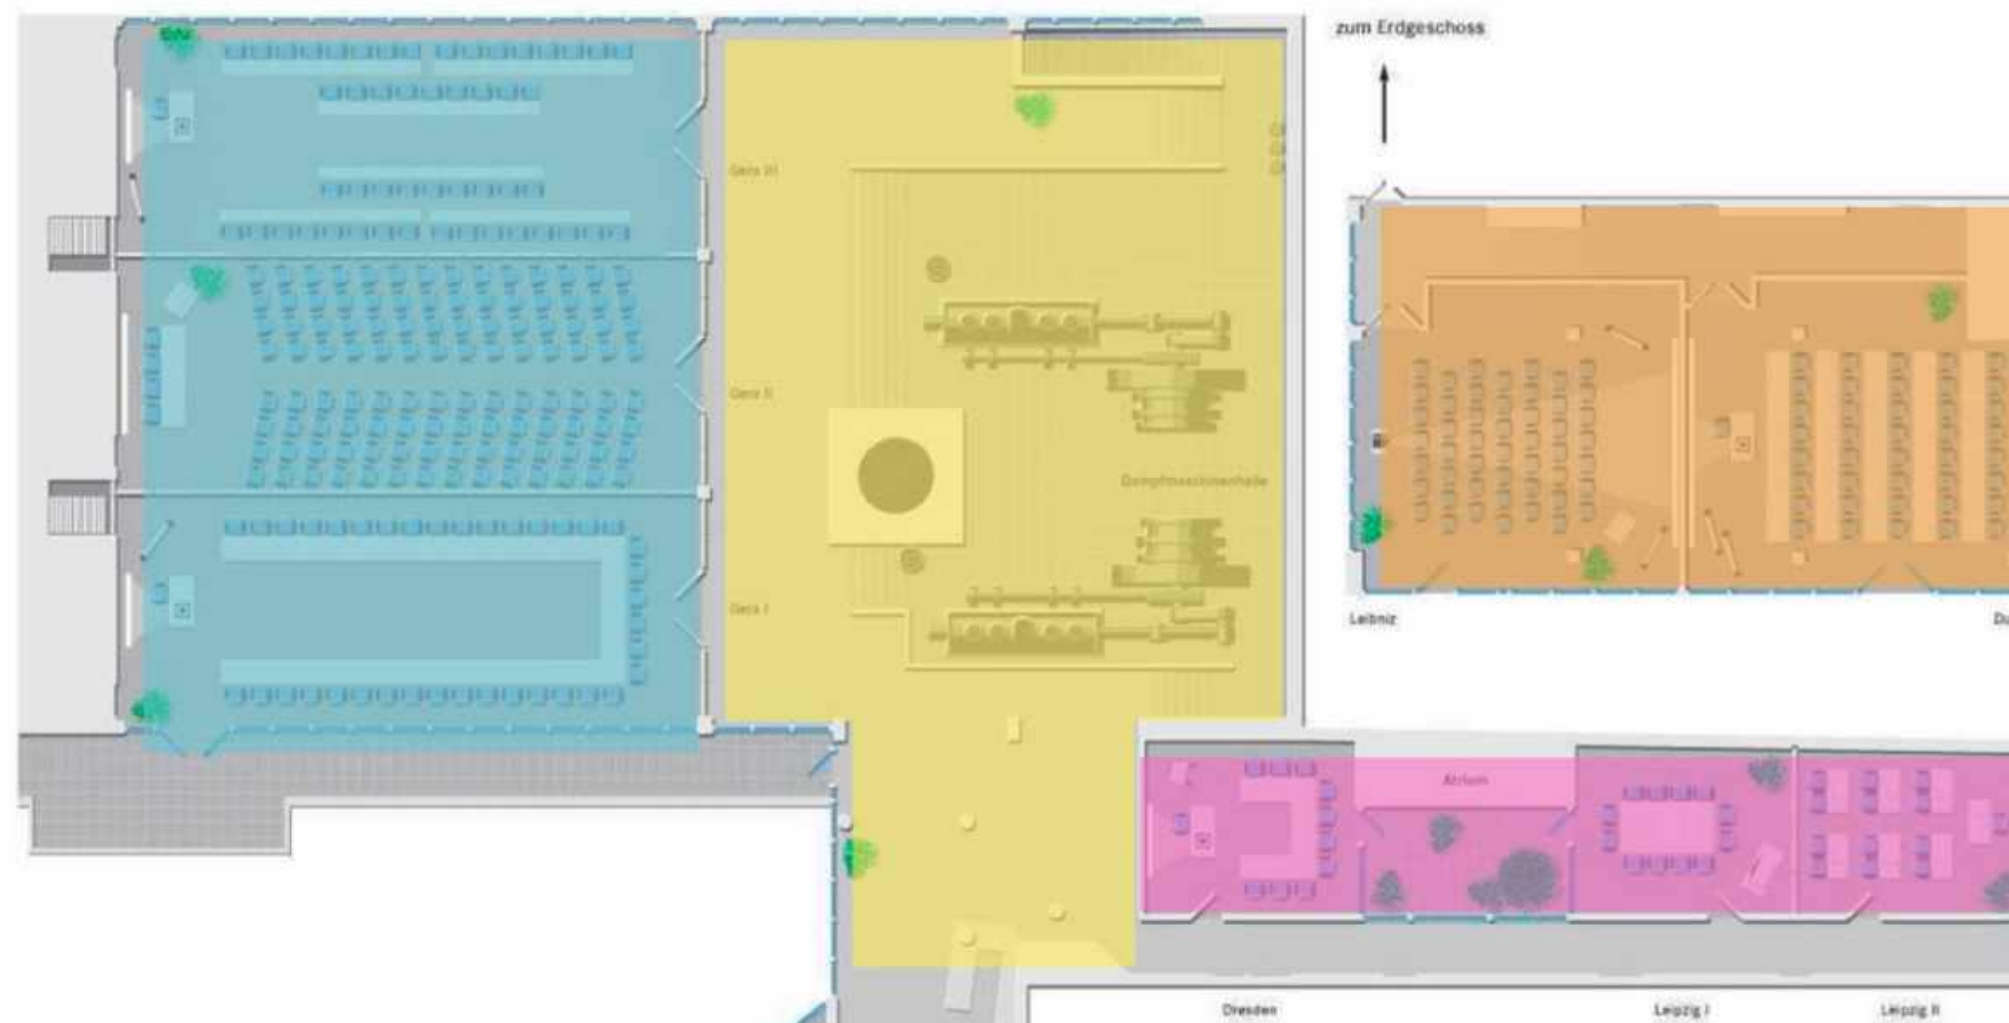 zum Erdgeschoss
Gera III
Gera II
Dampfmaschinenhalle
Gera I
Leibniz
Atrium
Dresden
Leipzig I
Leipzig II